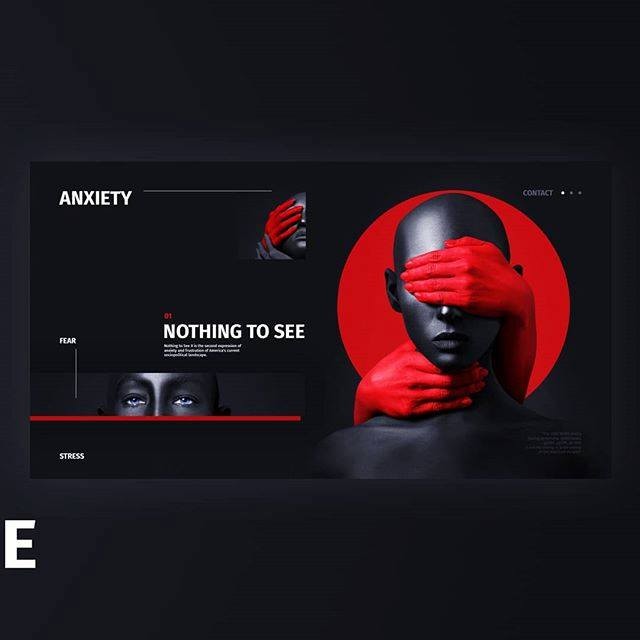 ANXIETY
CONTACT
01
NOTHING TO SEE
Nothing to See it is the second expression of
anxiety and frustration of America's current
sociopolitical landscape.
FEAR
STRESS
E